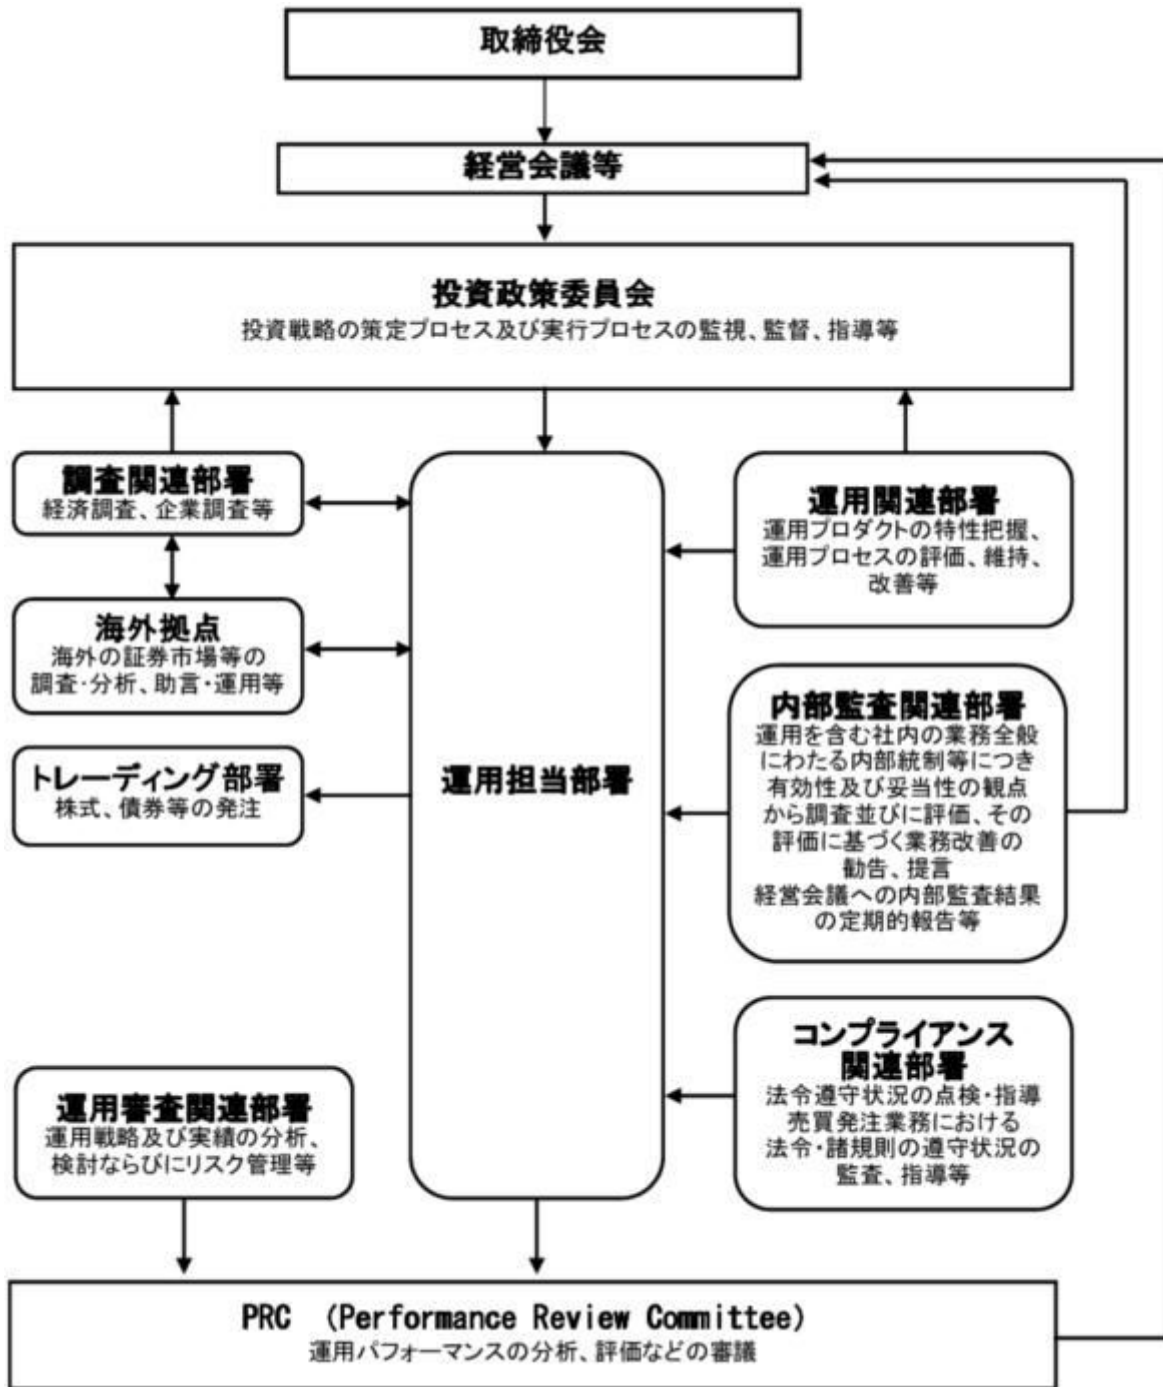 取締役会
経営会議等
投資政策委員会
投資戦略の策定プロセス及び実行プロセスの監視、監督、指導等
調査関連部署
経済調査、企業調査等
海外拠点
海外の証券市場等の
調査・分析、助言・運用等
トレーディング部署
株式、債券等の発注
運用担当部署
運用関連部署
運用プロダクトの特性把握、
運用プロセスの評価、維持、
改善等
内部監査関連部署
運用を含む社内の業務全般
にわたる内部統制等につき
有効性及び妥当性の観点
から調査並びに評価、その
評価に基づく業務改善の
勧告、提言
経営会議への内部監査結果
の定期的報告等
コンプライアンス
関連部署
法令遵守状況の点検・指導
売買発注業務における
法令・諸規則の遵守状況の
監査、指導等
運用審査関連部署
運用戦略及び実績の分析、
検討ならびにリスク管理等
PRC （Performance Review Committee）
運用パフォーマンスの分析、評価などの審議